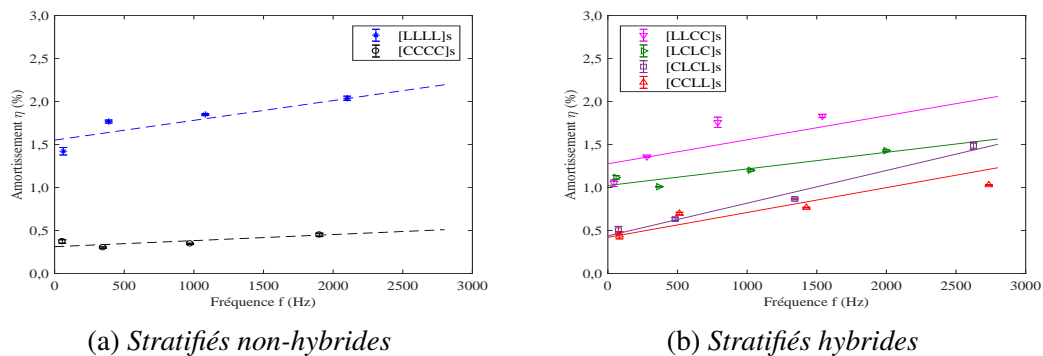 3,0
2,5
2,0
1,5
1,0
0,5
0,0
Amortissement η (%)
[LLLL]s
[CCCC]s
0 500 1000 1500 2000 2500 3000
Fréquence f (Hz)
(a) Stratifiés non-hybrides
3,0
2,5
2,0
1,5
1,0
0,5
0,0
Amortissement η (%)
[LLCC]s
[LCLC]s
[CLCL]s
[CCLL]s
0 500 1000 1500 2000 2500 3000
Fréquence f (Hz)
(b) Stratifiés hybrides